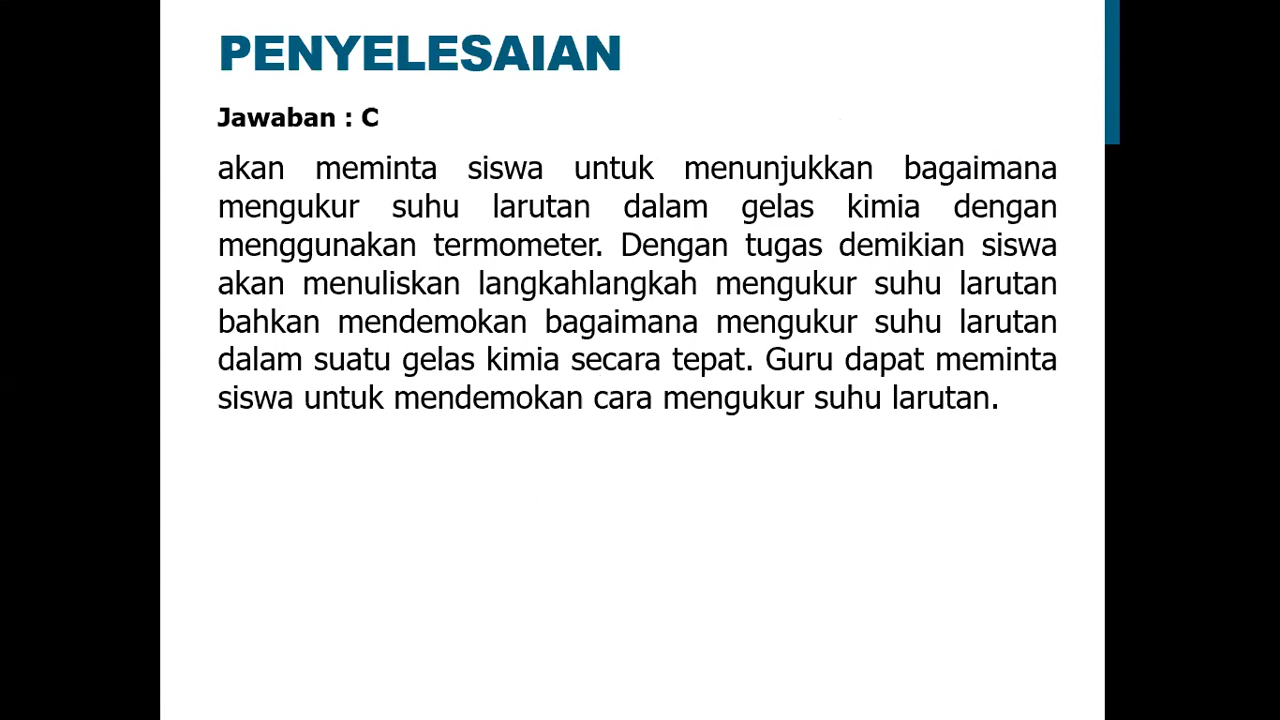 PENYELESAIAN
Jawaban : C
akan meminta siswa untuk menunjukkan bagaimana
mengukur suhu larutan dalam gelas kimia dengan
menggunakan termometer. Dengan tugas demikian siswa
akan menuliskan langkahlangkah mengukur suhu larutan
bahkan mendemokan bagaimana mengukur suhu larutan
dalam suatu gelas kimia secara tepat. Guru dapat meminta
siswa untuk mendemokan cara mengukur suhu larutan.